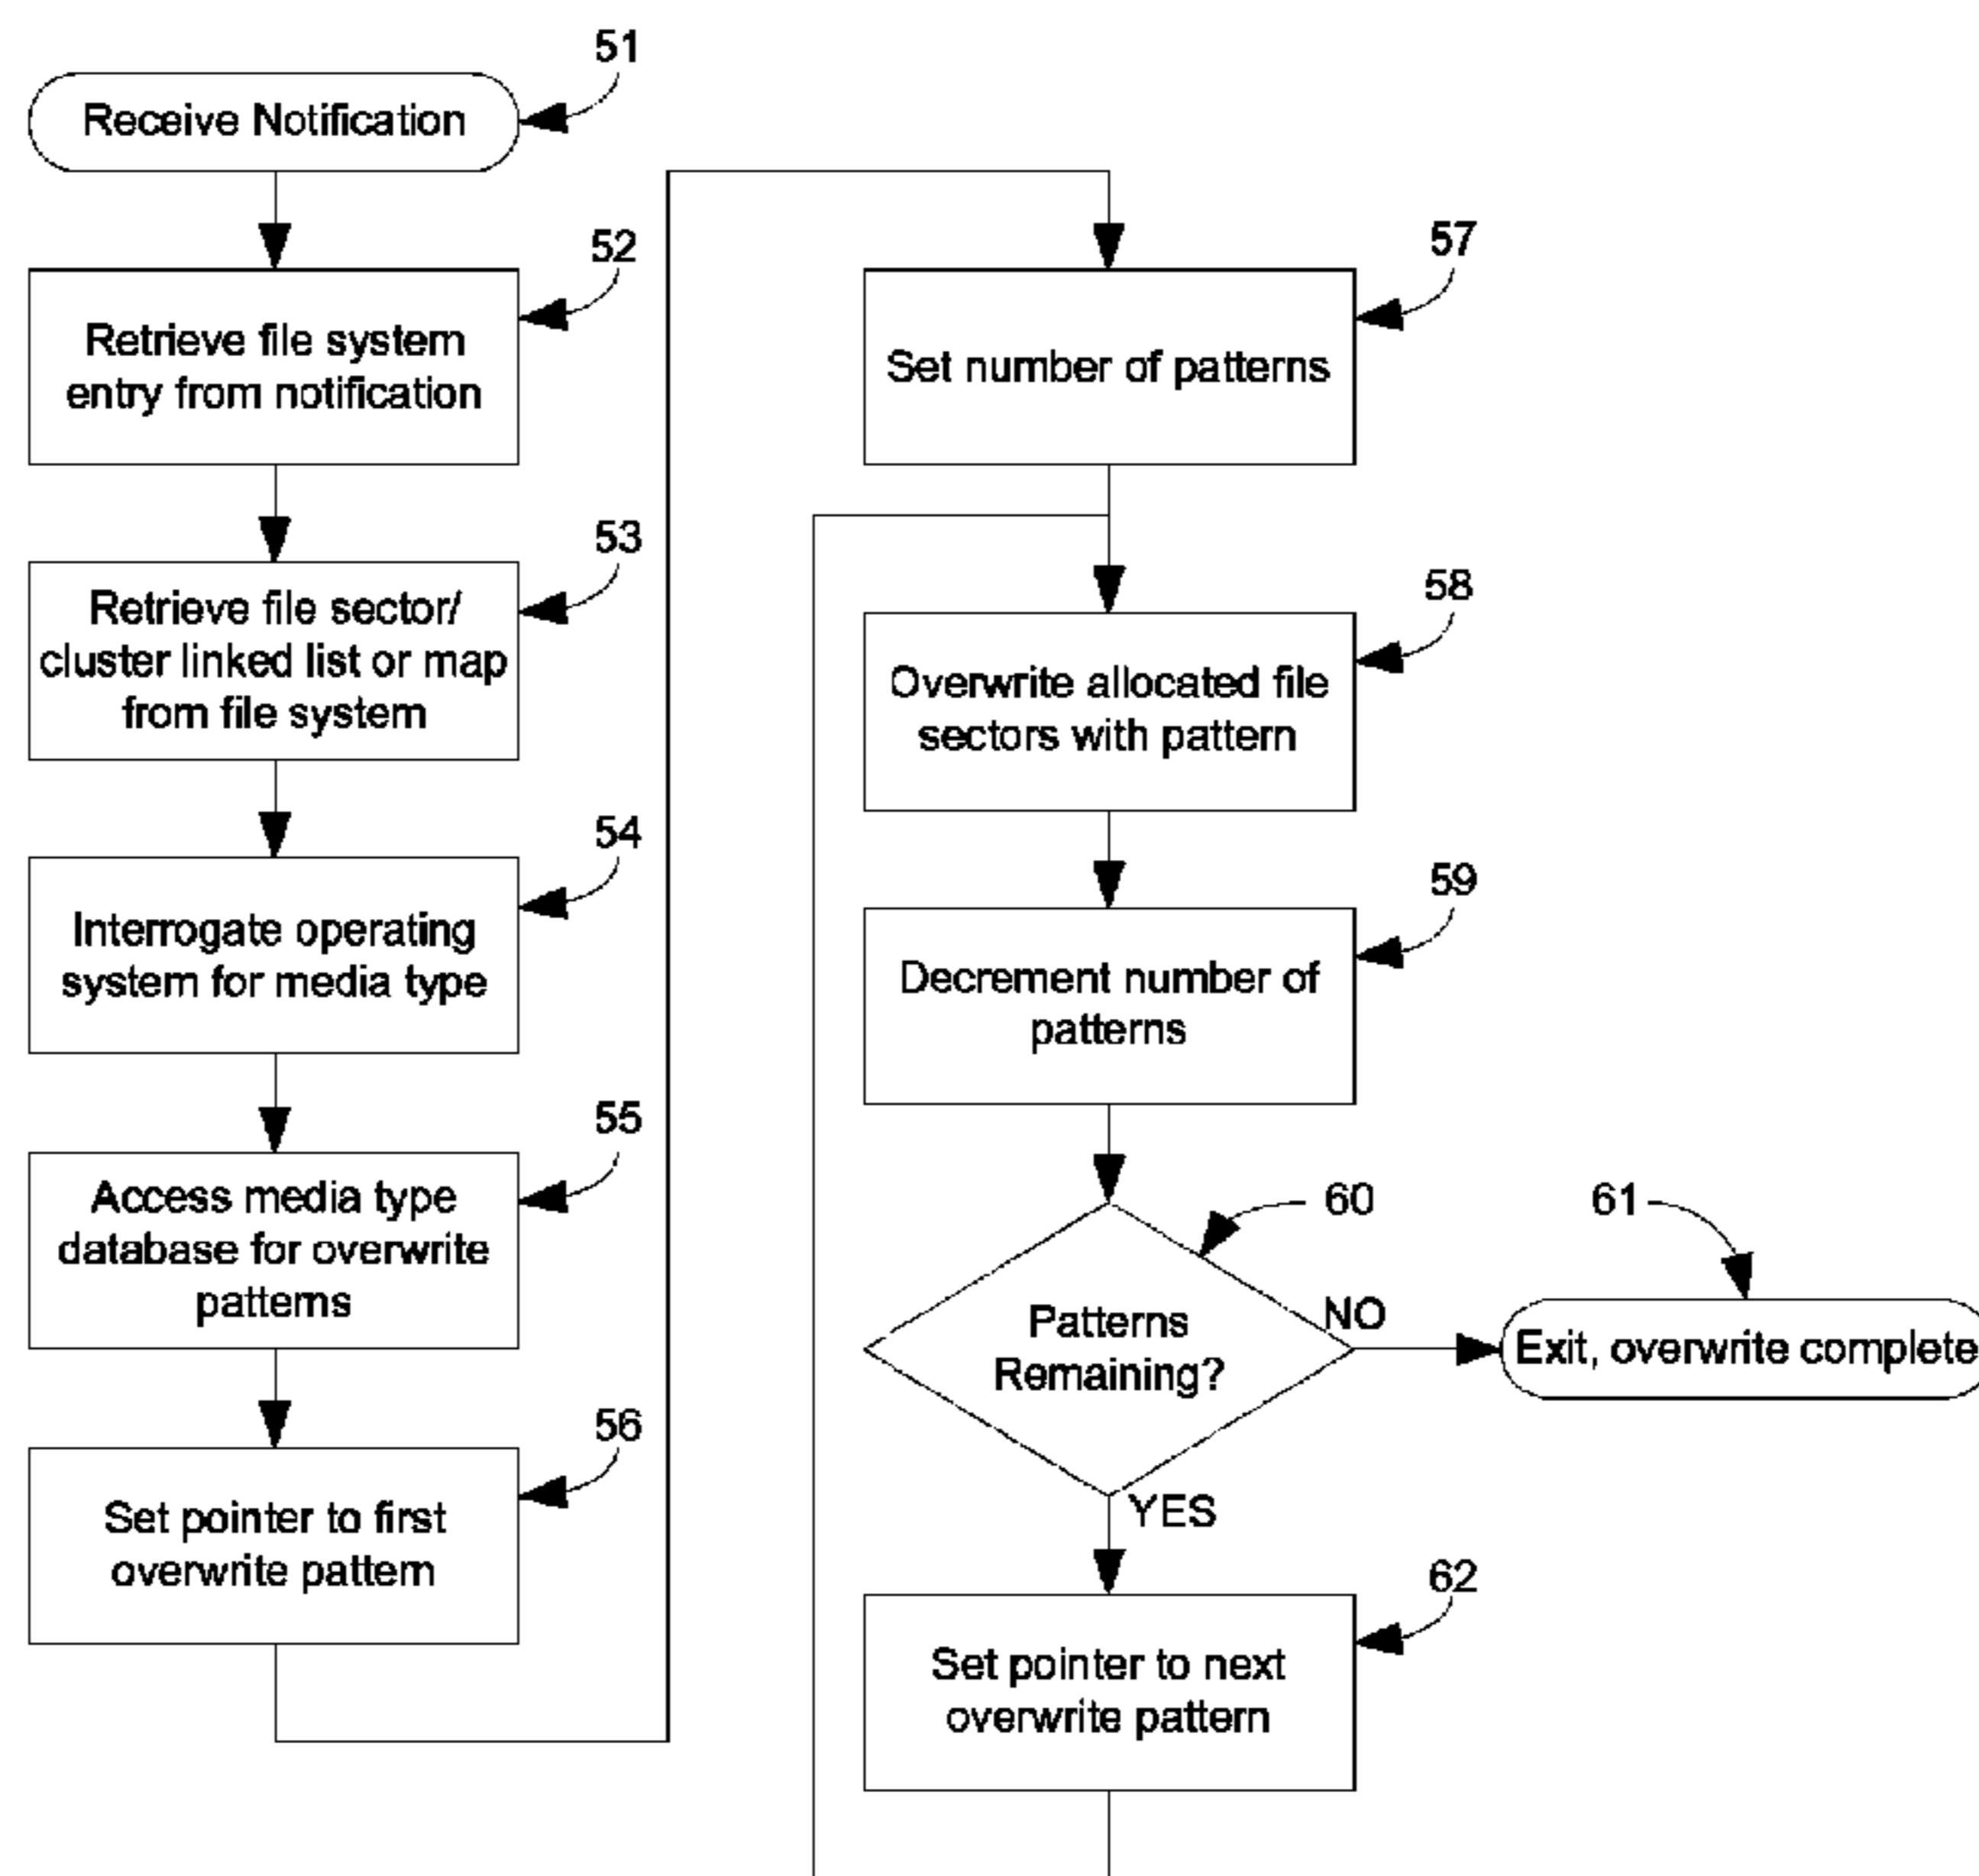 51
Receive Notification
52
Retrieve file system
entry from notification
53
Retrieve file sector/
cluster linked list or map
from file system
54
Interrogate operating
system for media type
55
Access media type
database for overwrite
patterns
56
Set pointer to first
overwrite pattern
57
Set number of patterns
58
Overwrite allocated file
sectors with pattern
59
Decrement number of
patterns
60
Patterns
Remaining?
NO
61
Exit, overwrite complete
YES
62
Set pointer to next
overwrite pattern